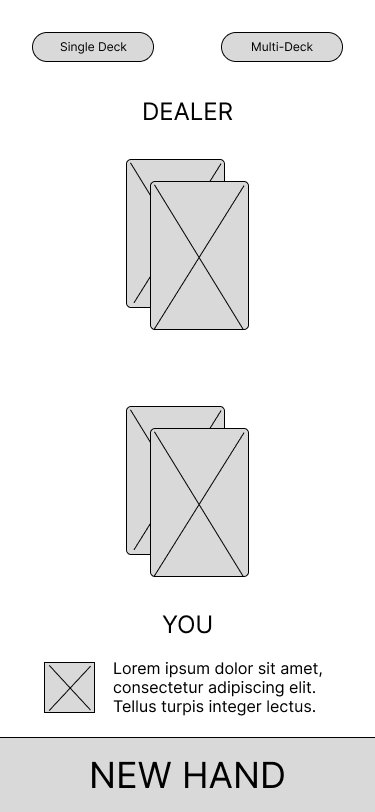 Single Deck
Multi-Deck
DEALER
YOU
Lorem ipsum dolor sit amet,
consectetur adipiscing elit.
Tellus turpis integer lectus.
NEW HAND